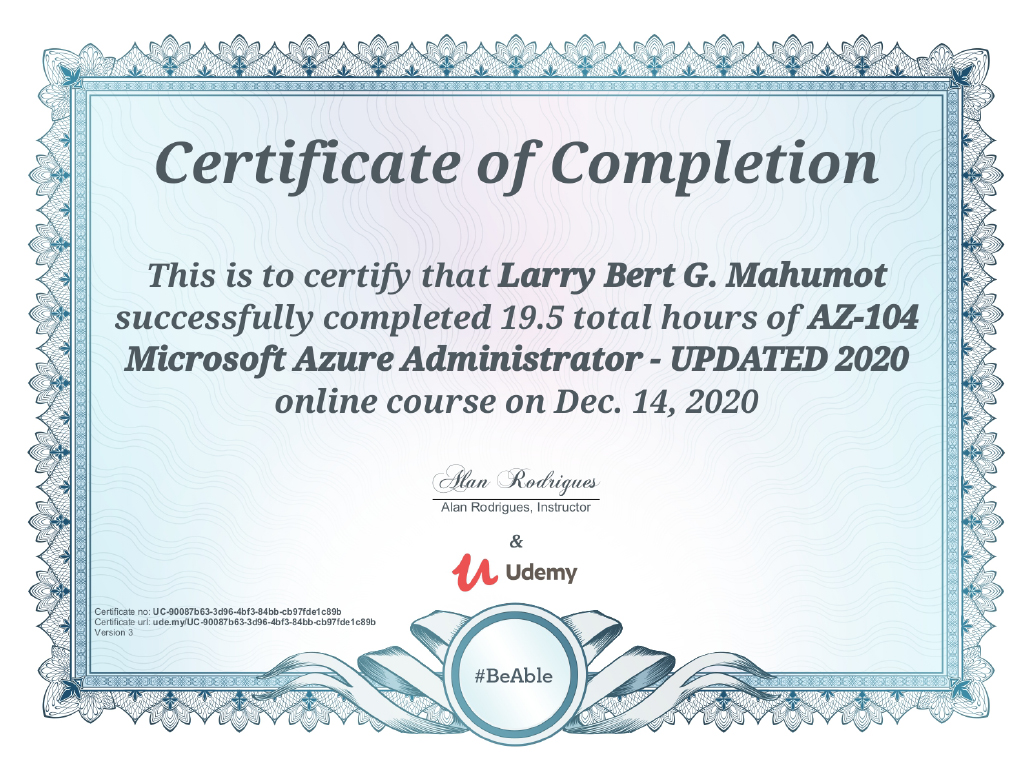 Certificate of Completion
This is to certify that Larry Bert G. Mahumot
successfully completed 19.5 total hours of AZ-104
Microsoft Azure Administrator - UPDATED 2020
online course on Dec. 14, 2020
Alan Rodrigues
Alan Rodrigues, Instructor
&
Udemy
Certificate no: UC-90087b63-3d96-4bf3-84bb-cb97fde1c89b
Certificate url: ude.my/UC-90087b63-3d96-4bf3-84bb-cb97fde1c89b
Version 3
#BeAble